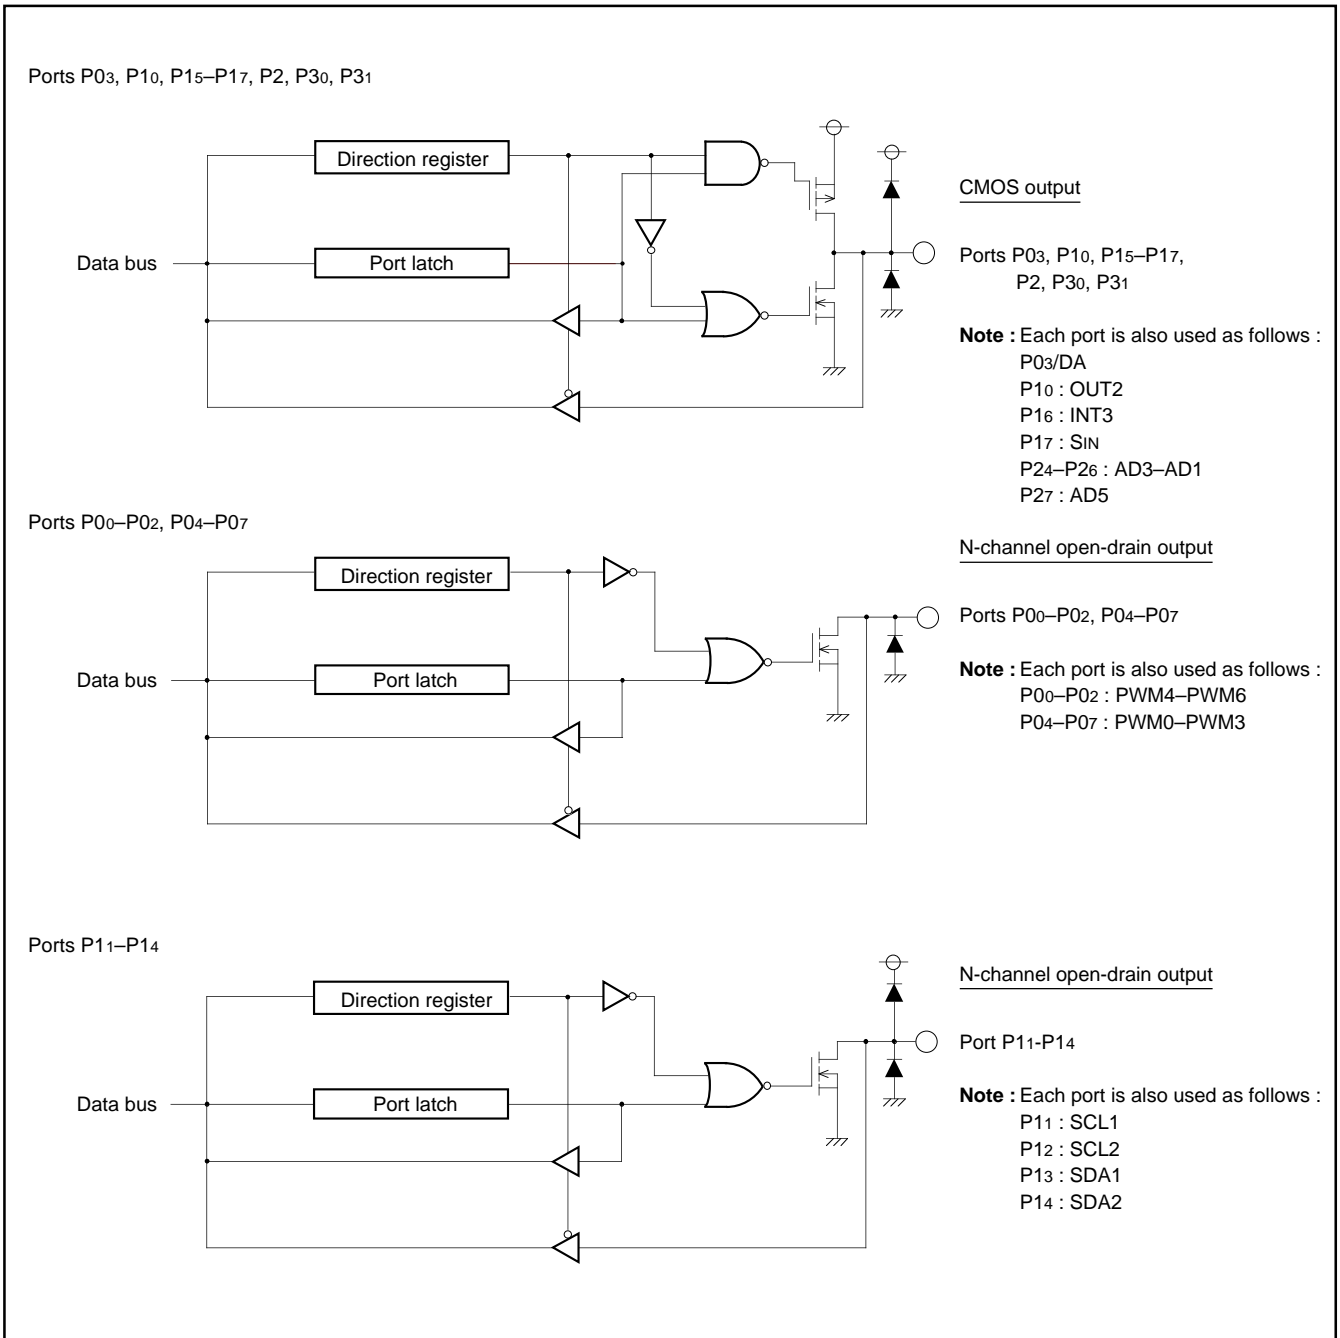 Ports P03, P10, P15–P17, P2, P30, P31
Direction register
CMOS output
Data bus
Port latch
Ports P03, P10, P15–P17,
P2, P30, P31
Note : Each port is also used as follows :
P03/DA
P10 : OUT2
P16 : INT3
P17 : SIN
P24–P26 : AD3–AD1
P27 : AD5
Ports P00–P02, P04–P07
N-channel open-drain output
Direction register
Ports P00–P02, P04–P07
Data bus
Port latch
Note : Each port is also used as follows :
P00–P02 : PWM4–PWM6
P04–P07 : PWM0–PWM3
Ports P11–P14
N-channel open-drain output
Direction register
Port P11-P14
Data bus
Port latch
Note : Each port is also used as follows :
P11 : SCL1
P12 : SCL2
P13 : SDA1
P14 : SDA2